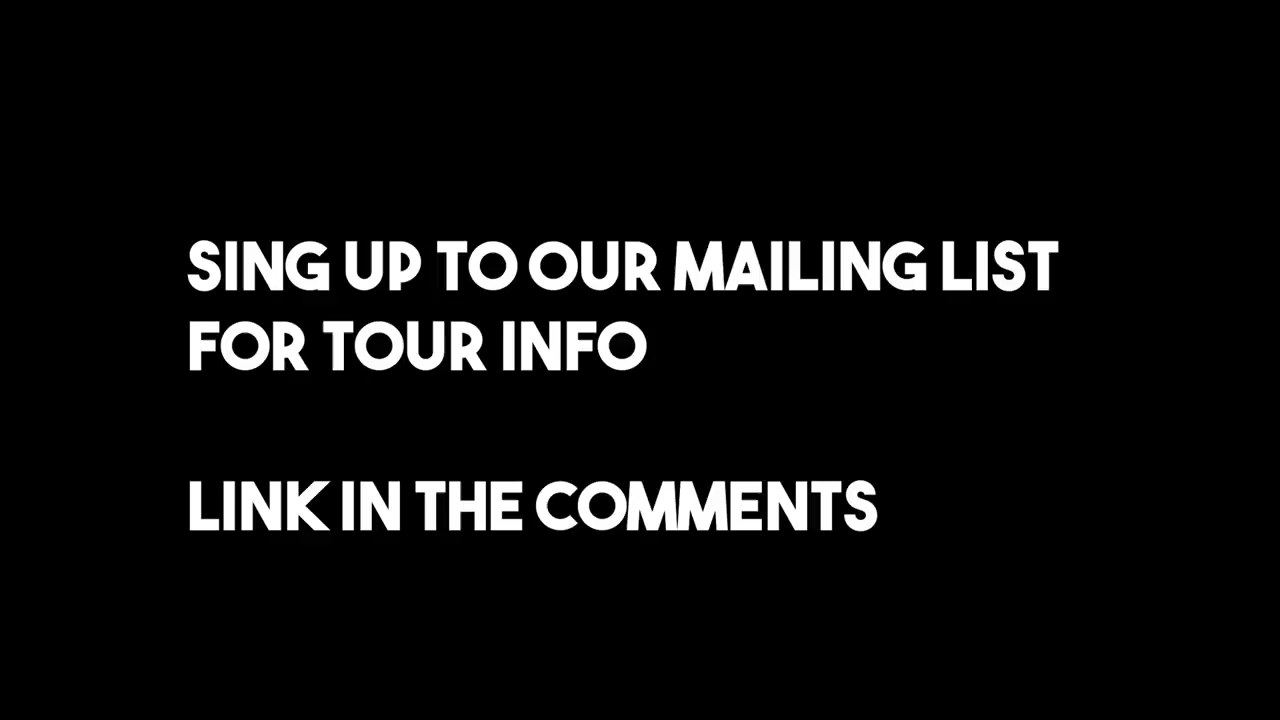 SING UP TO OUR MAILING LIST
FOR TOUR INFO
LINK IN THE COMMENTS